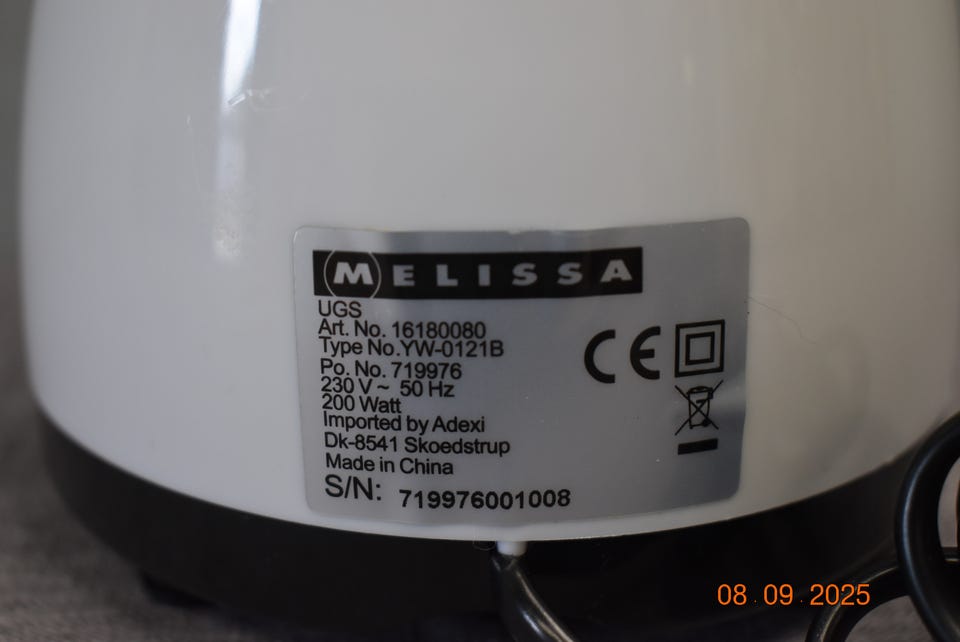 MELISSA
UGS
Art. No. 16180080
Type No.YW-0121B
Po. No. 719976
230 V ~ 50 Hz
200 Watt
Imported by Adexi
Dk-8541 Skoedstrup
Made in China
S/N: 719976001008
CE
08.09.2025